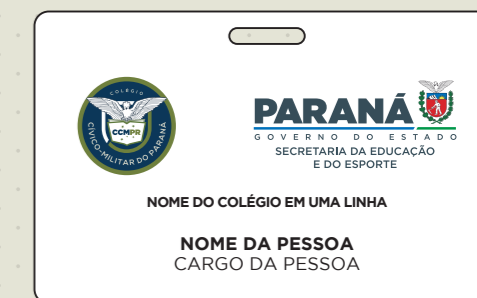 COLÉGIO
CCMPR
CÍVICO-MILITAR DO PARANÁ
PARANÁ
GOVERNO DO ESTADO
SECRETARIA DA EDUCAÇÃO
E DO ESPORTE
NOME DO COLÉGIO EM UMA LINHA
NOME DA PESSOA
CARGO DA PESSOA